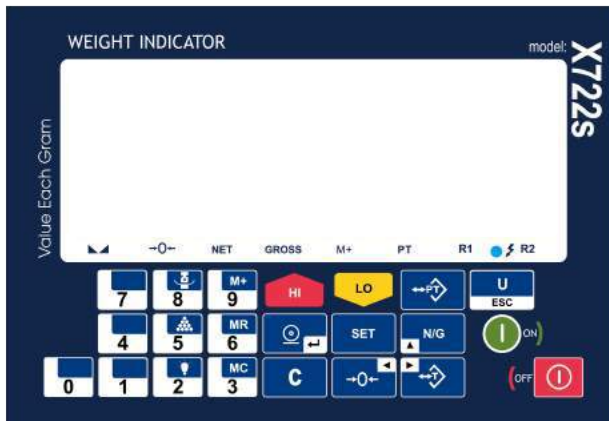 WEIGHT INDICATOR
model:
X722s
Value Each Gram
→0← NET GROSS M+ PT R1 R2
7 8 M+ 9 HI LO ↔PT U ESC
4 5 MR 6 SET N/G ON
0 1 2 MC 3 C →0← ↔T OFF